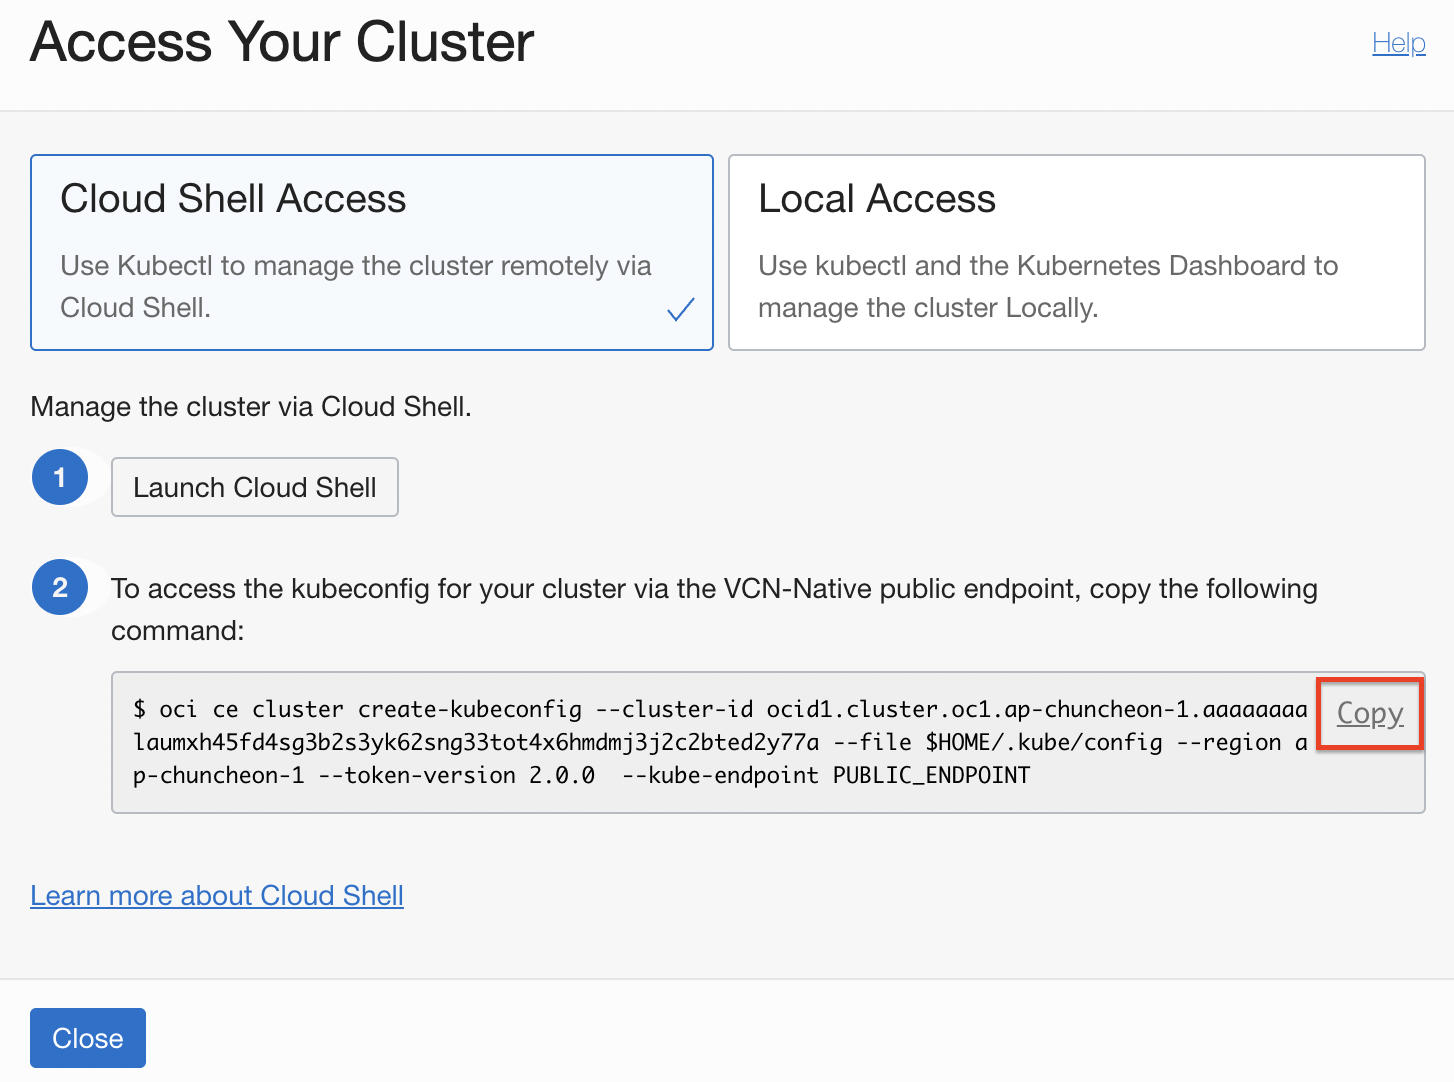 Access Your Cluster
Help
Cloud Shell Access
Use Kubectl to manage the cluster remotely via
Cloud Shell.
Local Access
Use kubectl and the Kubernetes Dashboard to
manage the cluster Locally.
Manage the cluster via Cloud Shell.
1
Launch Cloud Shell
2
To access the kubeconfig for your cluster via the VCN-Native public endpoint, copy the following
command:
$ oci ce cluster create-kubeconfig --cluster-id ocid1.cluster.oc1.ap-chuncheon-1.aaaaaaaa
laumxh45fd4sg3b2s3yk62sng33tot4x6hmdmj3j2c2bted2y77a --file $HOME/.kube/config --region a
p-chuncheon-1 --token-version 2.0.0  --kube-endpoint PUBLIC_ENDPOINT
Copy
Learn more about Cloud Shell
Close